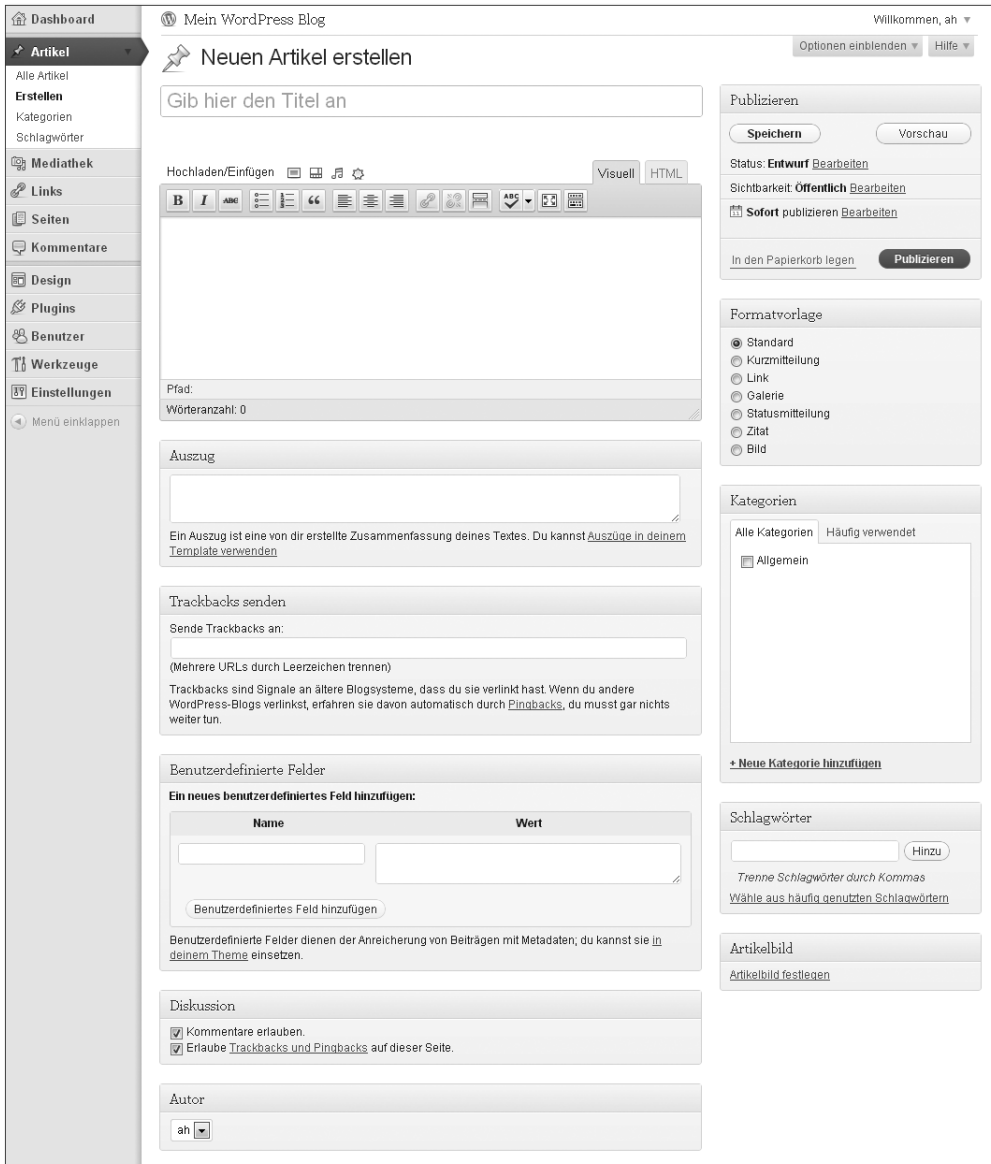 Dashboard
Artikel
Alle Artikel
Erstellen
Kategorien
Schlagwörter
Mediathek
Links
Seiten
Kommentare
Design
Plugins
Benutzer
Werkzeuge
Einstellungen
Menü einklappen
Mein WordPress Blog
Willkommen, ah
Optionen einblenden
Hilfe
Neuen Artikel erstellen
Gib hier den Titel an
Hochladen/Einfügen
Visuell
HTML
B I ABC ABC
Pfad:
Wörteranzahl: 0
Auszug
Ein Auszug ist eine von dir erstellte Zusammenfassung deines Textes. Du kannst Auszüge in deinem
Template verwenden
Trackbacks senden
Sende Trackbacks an:
(Mehrere URLs durch Leerzeichen trennen)
Trackbacks sind Signale an ältere Blogsysteme, dass du sie verlinkt hast. Wenn du andere
WordPress-Blogs verlinkst, erfahren sie davon automatisch durch Pingbacks, du musst gar nichts
weiter tun.
Benutzerdefinierte Felder
Ein neues benutzerdefiniertes Feld hinzufügen:
Name
Wert
Benutzerdefiniertes Feld hinzufügen
Benutzerdefinierte Felder dienen der Anreicherung von Beiträgen mit Metadaten; du kannst sie in
deinem Theme einsetzen.
Diskussion
Kommentare erlauben.
Erlaube Trackbacks und Pingbacks auf dieser Seite.
Autor
ah
Publizieren
Speichern
Vorschau
Status: Entwurf Bearbeiten
Sichtbarkeit: Öffentlich Bearbeiten
Sofort publizieren Bearbeiten
In den Papierkorb legen
Publizieren
Formatvorlage
Standard
Kurzmitteilung
Link
Galerie
Statusmitteilung
Zitat
Bild
Kategorien
Alle Kategorien
Häufig verwendet
Allgemein
+ Neue Kategorie hinzufügen
Schlagwörter
Hinzu
Trenne Schlagwörter durch Kommas
Wähle aus häufig genutzten Schlagwörtern
Artikelbild
Artikelbild festlegen